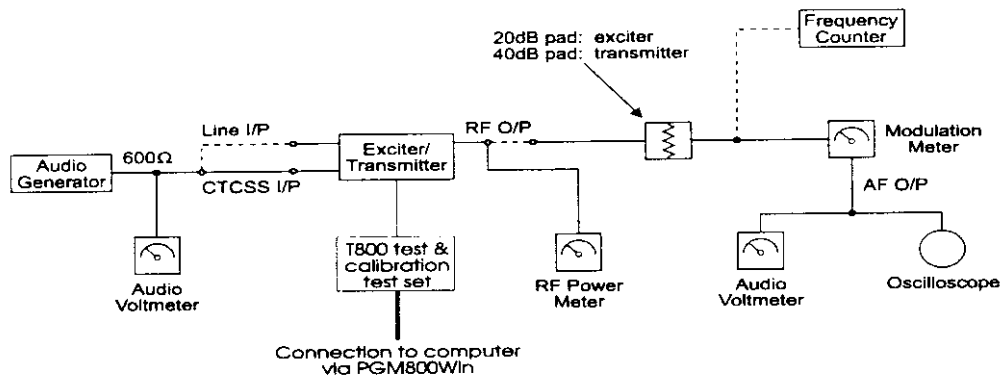 Frequency
Counter
20dB pad: exciter
40dB pad: transmitter
Line I/P
RF O/P
600Ω
Audio
Generator
Exciter/
Transmitter
Modulation
Meter
CTCSS I/P
AF O/P
T800 test &
calibration
test set
Audio
Voltmeter
RF Power
Meter
Audio
Voltmeter
Oscilloscope
Connection to computer
via PGM800Win